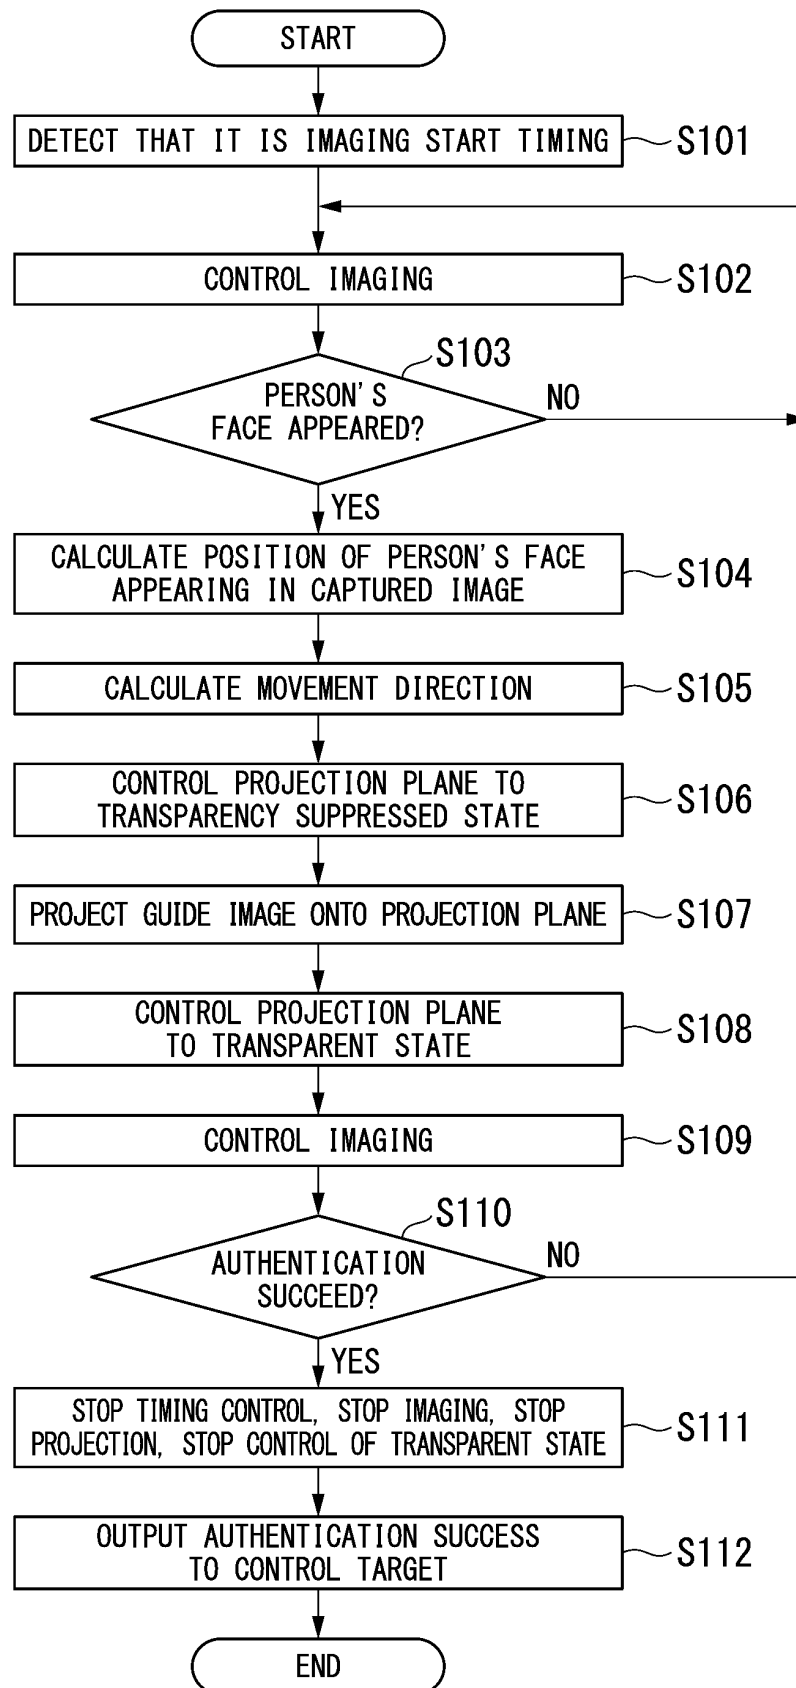 START
DETECT THAT IT IS IMAGING START TIMING
S101
CONTROL IMAGING
S102
S103
PERSON'S
FACE APPEARED?
NO
YES
CALCULATE POSITION OF PERSON'S FACE
APPEARING IN CAPTURED IMAGE
S104
CALCULATE MOVEMENT DIRECTION
S105
CONTROL PROJECTION PLANE TO
TRANSPARENCY SUPPRESSED STATE
S106
PROJECT GUIDE IMAGE ONTO PROJECTION PLANE
S107
CONTROL PROJECTION PLANE
TO TRANSPARENT STATE
S108
CONTROL IMAGING
S109
S110
AUTHENTICATION
SUCCEED?
NO
YES
STOP TIMING CONTROL, STOP IMAGING, STOP
PROJECTION, STOP CONTROL OF TRANSPARENT STATE
S111
OUTPUT AUTHENTICATION SUCCESS
TO CONTROL TARGET
S112
END